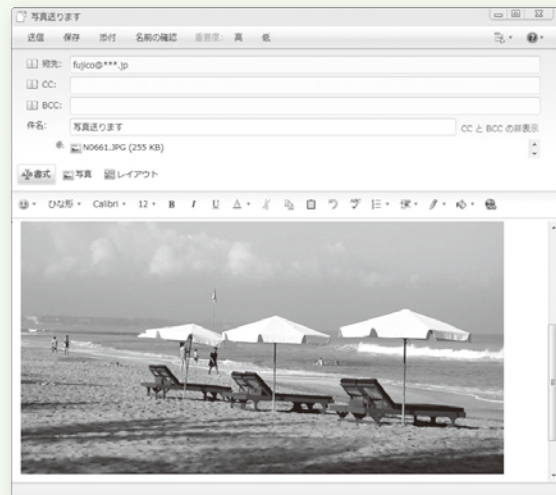 写真送ります
送信 保存 添付 名前の確認 重要度: 高 低
宛先: fujico@***.jp
CC:
BCC:
件名: 写真送ります CC と BCC の非表示
N0661.JPG (255 KB)
書式 写真 レイアウト
ひな形 Calibri 12 B I U A